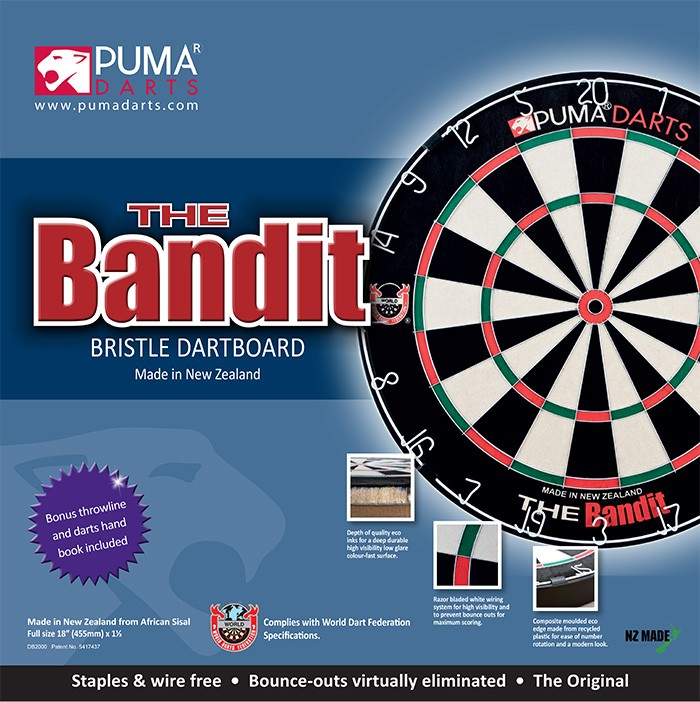 PUMA R
DARTS
www.pumadarts.com
THE
Bandit
BRISTLE DARTBOARD
Made in New Zealand
5 20 1
12
9
14
8
16
7
19 3 17
PUMA® DARTS
WORLD
MADE IN NEW ZEALAND
THE Bandit
Bonus throwline
and darts hand
book included
Depth of quality eco
inks for a deep durable
high visibility low glare
colour-fast surface.
Razor bladed white wiring
system for high visibility and
to prevent bounce outs for
maximum scoring.
Composite moulded eco
edge made from recycled
plastic for ease of number
rotation and a modern look.
Made in New Zealand from African Sisal
Full size 18" (455mm) x 1½
DB2000 Patent No. 5417437
WORLD
WORLD DARTS FEDERATION
Complies with World Dart Federation
Specifications.
NZ MADE
Staples & wire free • Bounce-outs virtually eliminated • The Original